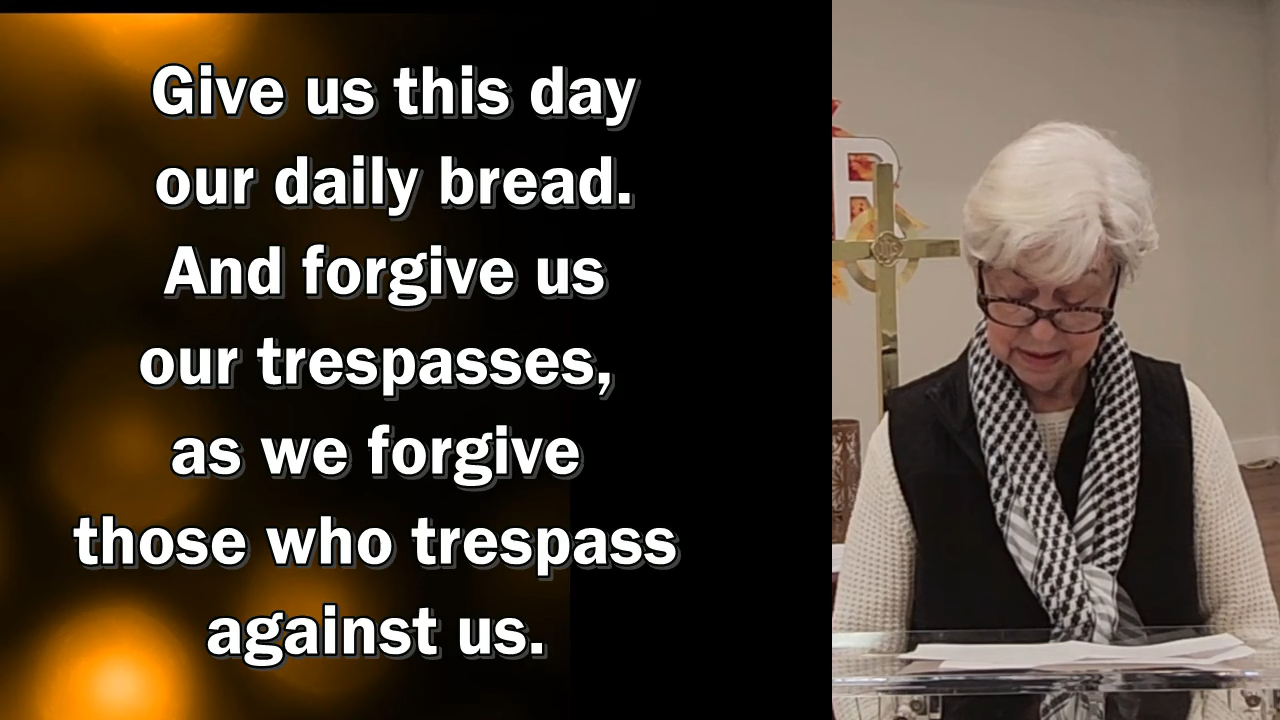 Give us this day
our daily bread.
And forgive us
our trespasses,
as we forgive
those who trespass
against us.